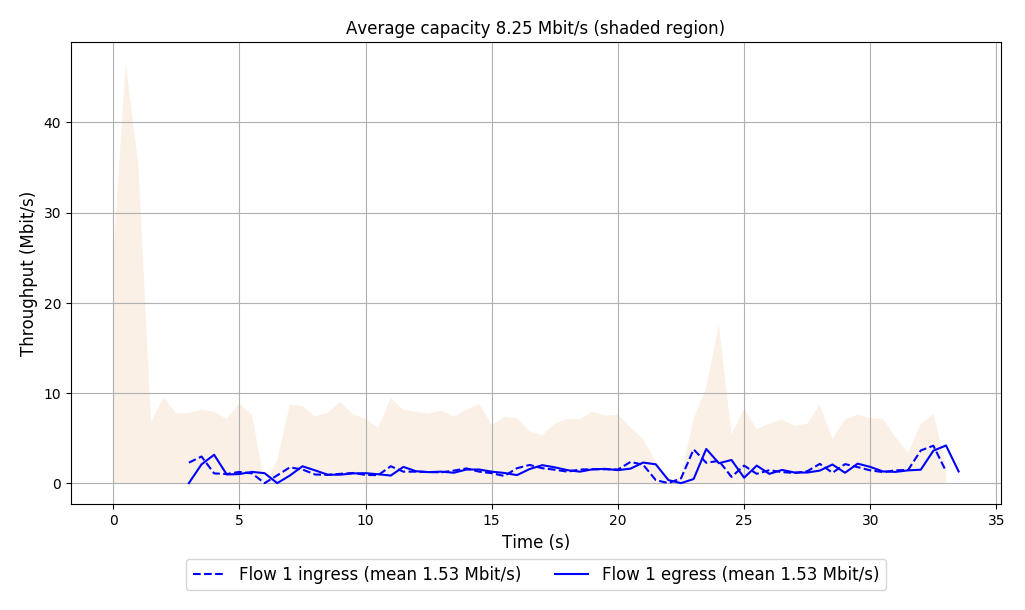 Average capacity 8.25 Mbit/s (shaded region)
Throughput (Mbit/s)
40
30
20
10
0
0 5 10 15 20 25 30 35
Time (s)
Flow 1 ingress (mean 1.53 Mbit/s) Flow 1 egress (mean 1.53 Mbit/s)